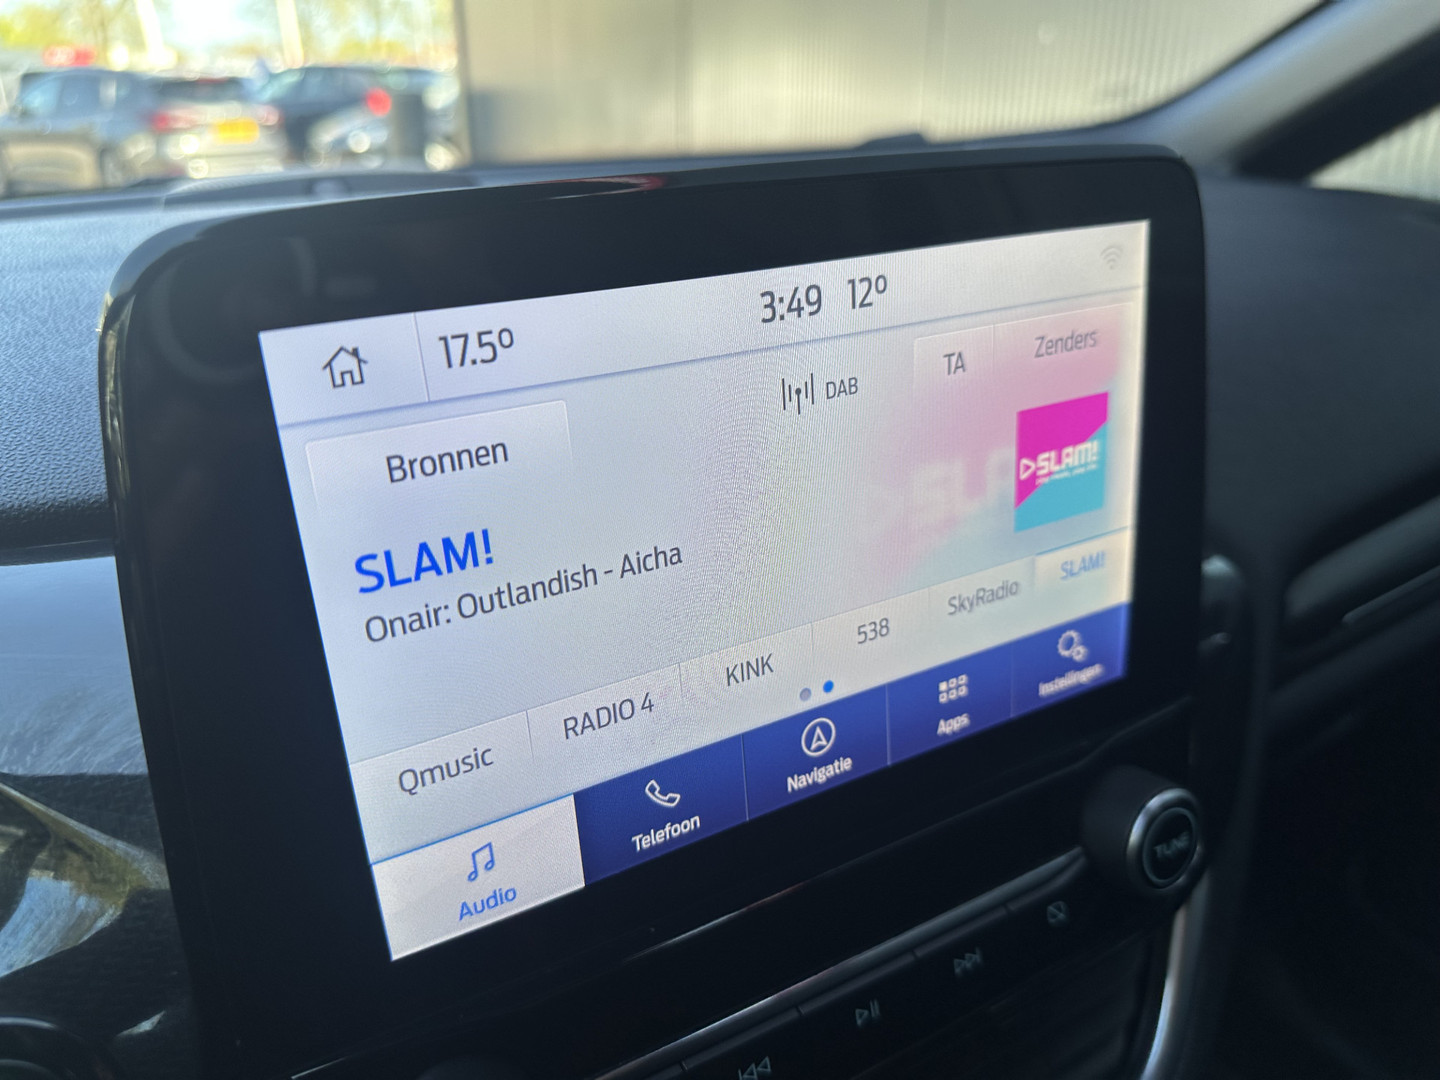 17.5°
3:49 12°
DAB
TA
Zenders
Bronnen
SLAM!
SLAM!
Onair: Outlandish - Aicha
Qmusic
RADIO 4
KINK
538
SkyRadio
SLAM!
Audio
Telefoon
Navigatie
Apps
Instellingen
TUNE